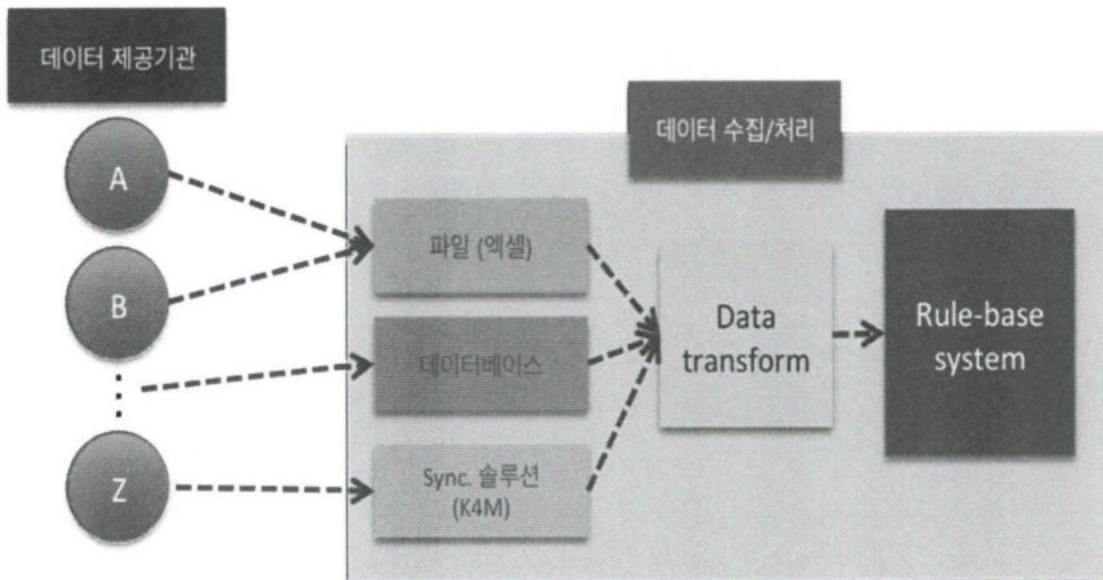 데이터 제공기관
데이터 수집/처리
A
B
Z
파일 (엑셀)
데이터베이스
Sync. 솔루션
(K4M)
Data
transform
Rule-base
system